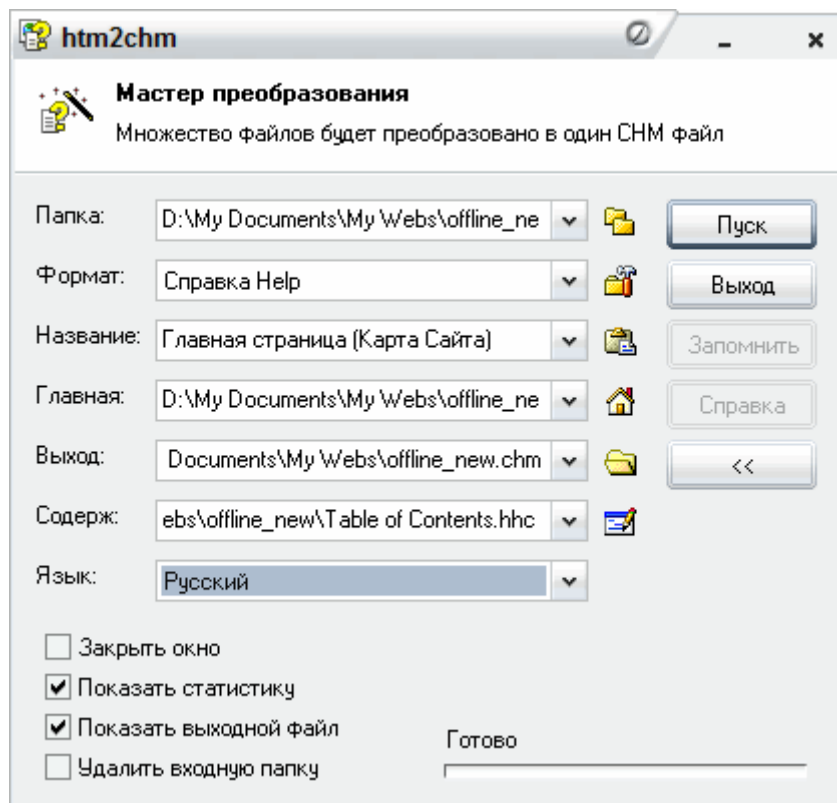 htm2chm
Мастер преобразования
Множество файлов будет преобразовано в один CHM файл
Папка: D:\My Documents\My Webs\offline_ne Пуск
Формат: Справка Help Выход
Название: Главная страница (Карта Сайта) Запомнить
Главная: D:\My Documents\My Webs\offline_ne Справка
Выход: Documents\My Webs\offline_new.chm <<
Содерж: ebs\offline_new\Table of Contents.hhc
Язык: Русский
Закрыть окно
Показать статистику
Показать выходной файл
Готово
Удалить входную папку